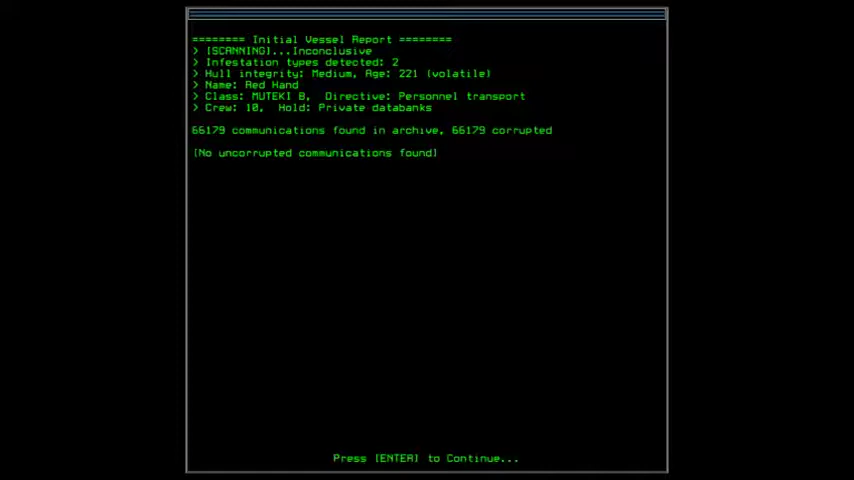 ======== Initial Vessel Report ========
> [SCANNING]...Inconclusive
> Infestation types detected: 2
> Hull integrity: Medium, Age: 221 (volatile)
> Name: Red Hand
> Class: MUTEKI B,  Directive: Personnel transport
> Crew: 10,  Hold: Private databanks
66179 communications found in archive, 66179 corrupted
[No uncorrupted communications found]
Press [ENTER] to Continue...